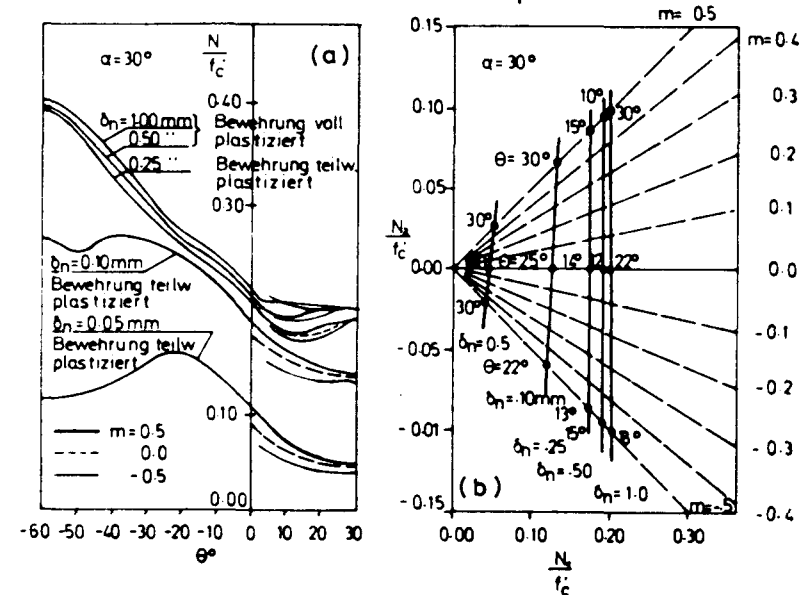 (a)
α = 30°
N
f'c
0·40
δn = 1·00 mm
0.50 "
0.25 "
Bewehrung voll
plastiziert
Bewehrung teilw.
plastiziert
0·30
δn = 0·10 mm
Bewehrung teilw
plastiziert
δn = 0·05 mm
Bewehrung teilw
plastiziert
0·10
m = 0.5
0.0
- 0.5
0.00
-60 -50 -40 -30 -20 -10 0 10 20 30
θ°
m = 0.5
0.15
α = 30°
m = 0.4
10°
0.3
0.10
15°
30°
θ = 30°
0.2
0.05
30°
0.1
N₂
f'c
0.00
θ = 25°
14°
12
22°
0.0
30°
- 0.05
δn = 0.5
- 0.1
θ = 22°
δn = .10mm
- 0.2
13°
- 0.01
15°
8°
δn = .25
- 0.3
δn = .50
(b)
δn = 1.0
- 0.15
m = -.5
- 0.4
0·00 0·10 0·20 0·30
f'c